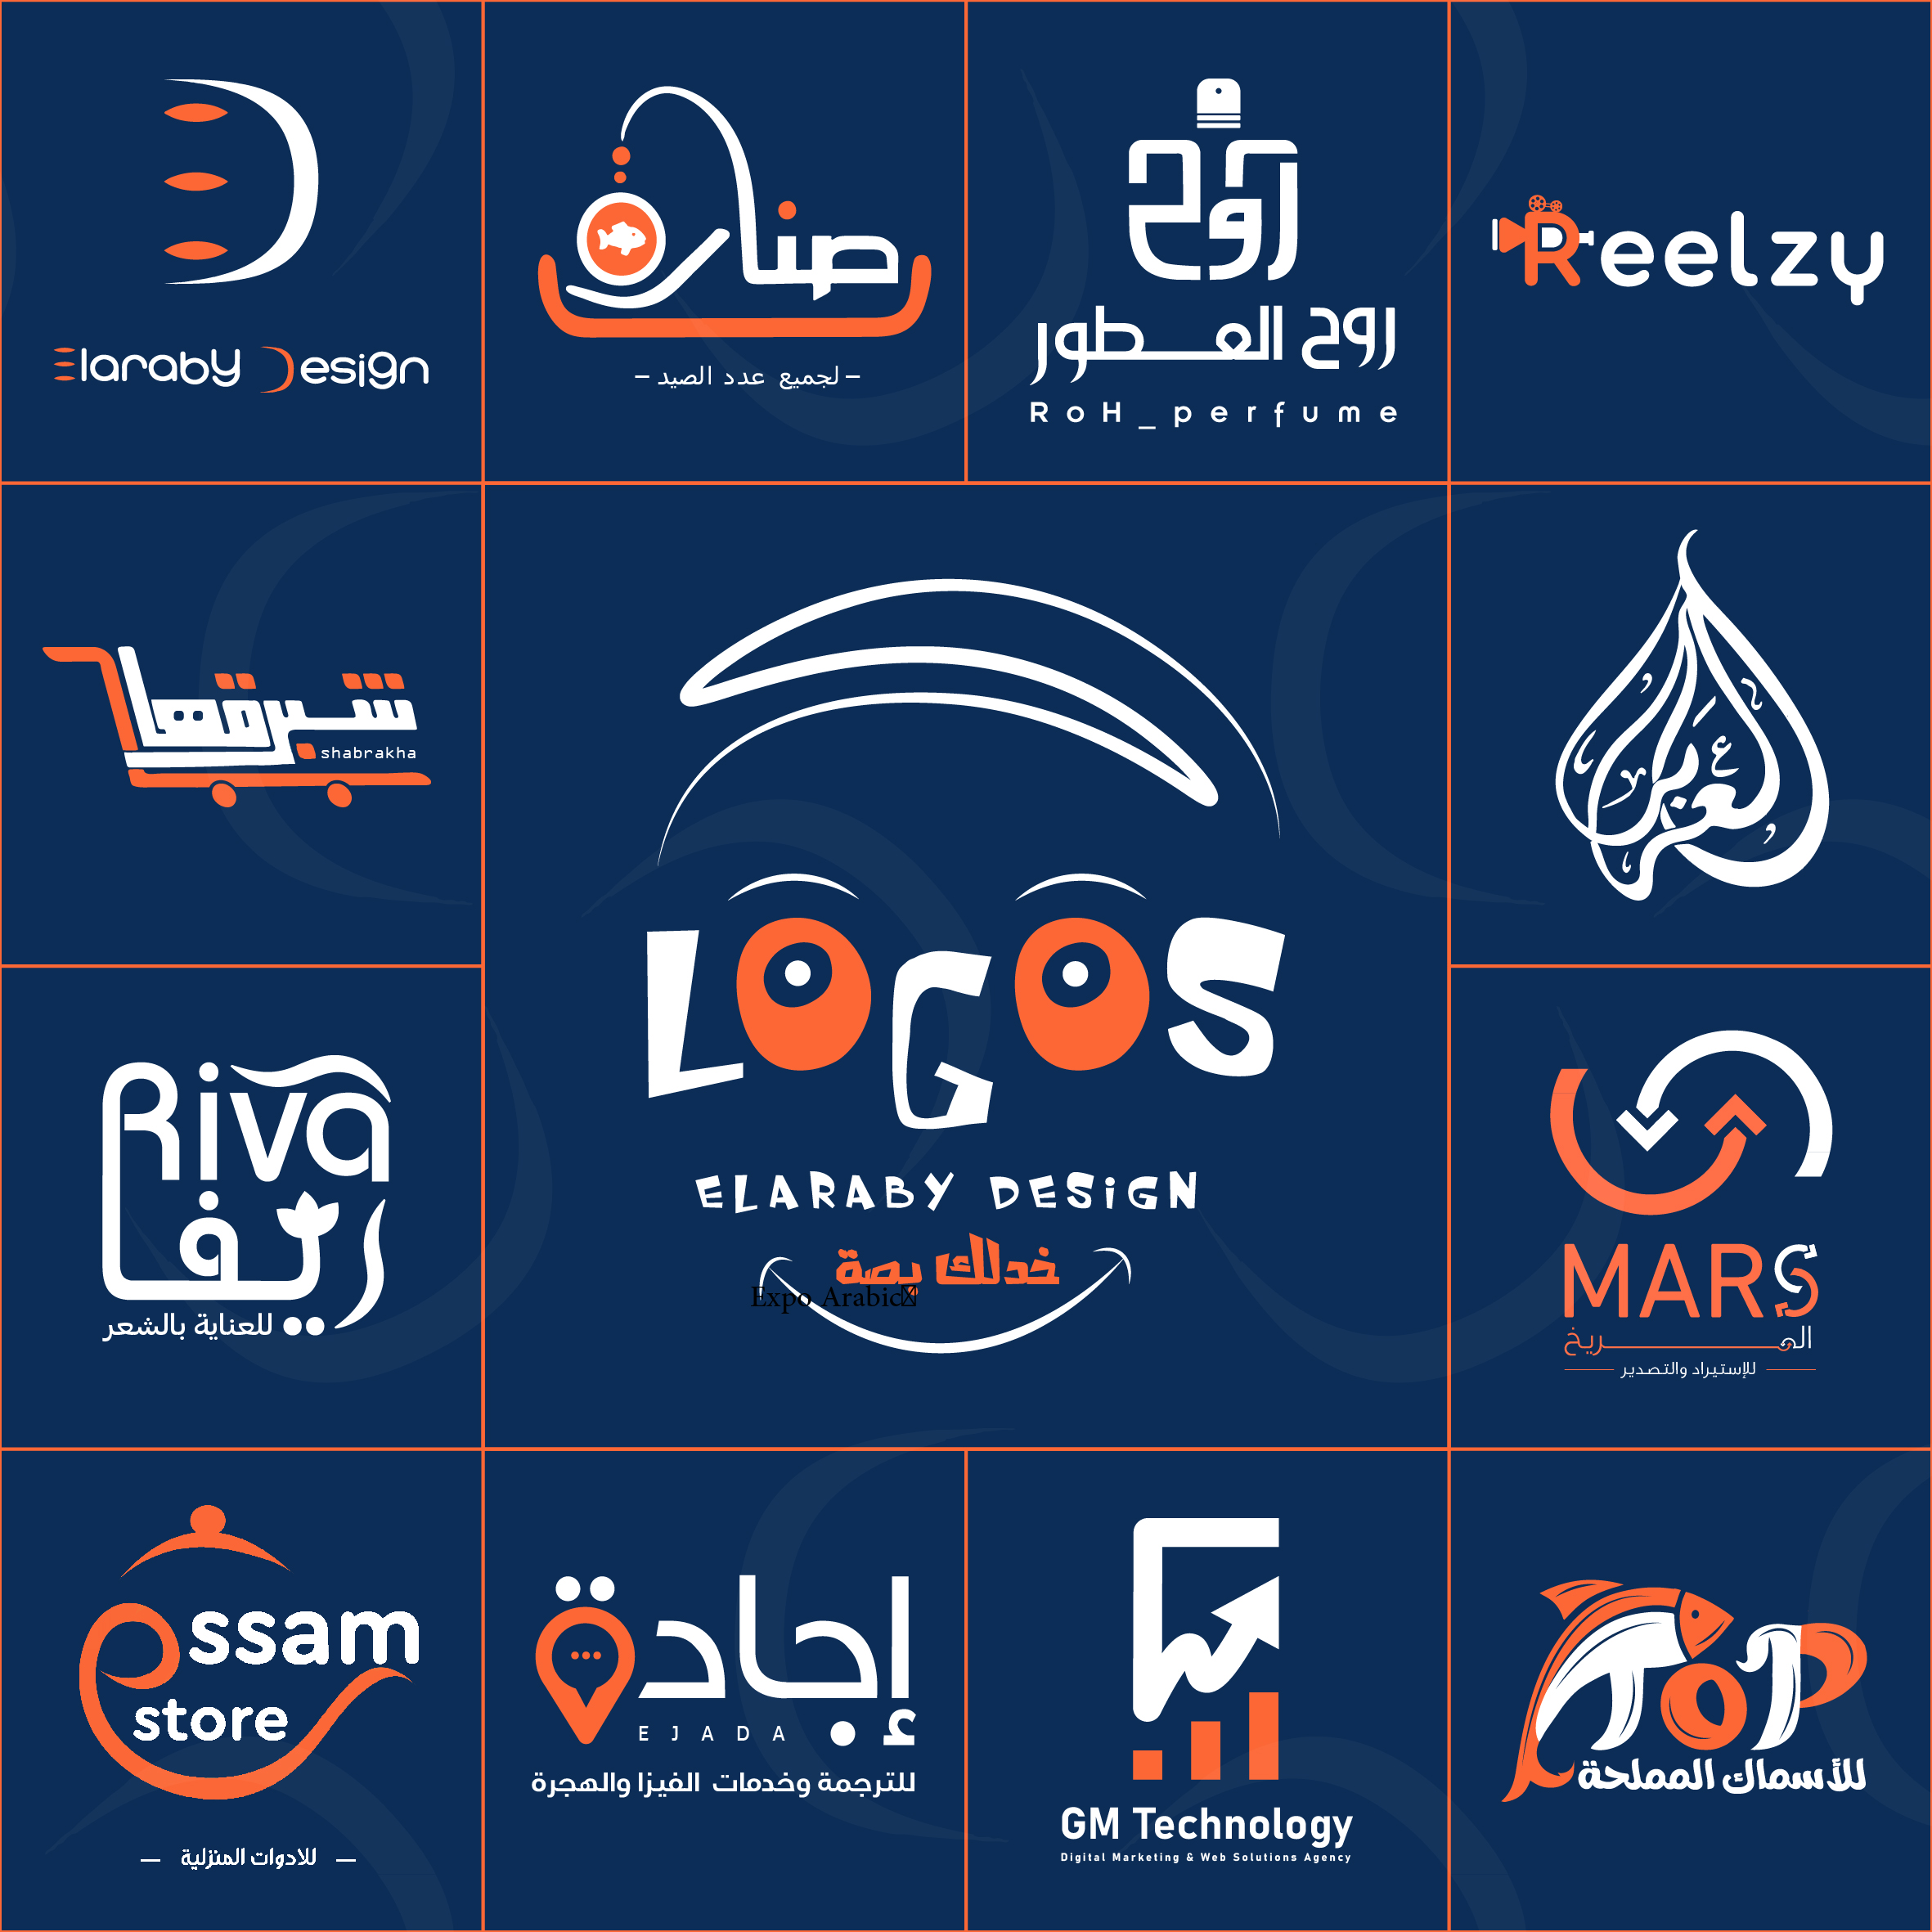 Elaraby Design
صنارة
– لجميع عدد الصيد –
روح
روح العطور
RoH_perfume
Reelzy
شبرقها
shabrakha
LOGOS
ELARABY DESiGN
خدلك بصة
Expo Arabic
العربي
Riva
ريفا
للعناية بالشعر
MARS
المريخ
للإستيراد والتصدير
essam
store
– للادوات المنزلية –
إجادة
EJADA
للترجمة وخدمات الفيزا والهجرة
GM Technology
Digital Marketing & Web Solutions Agency
TOP
للأسماك المملحة